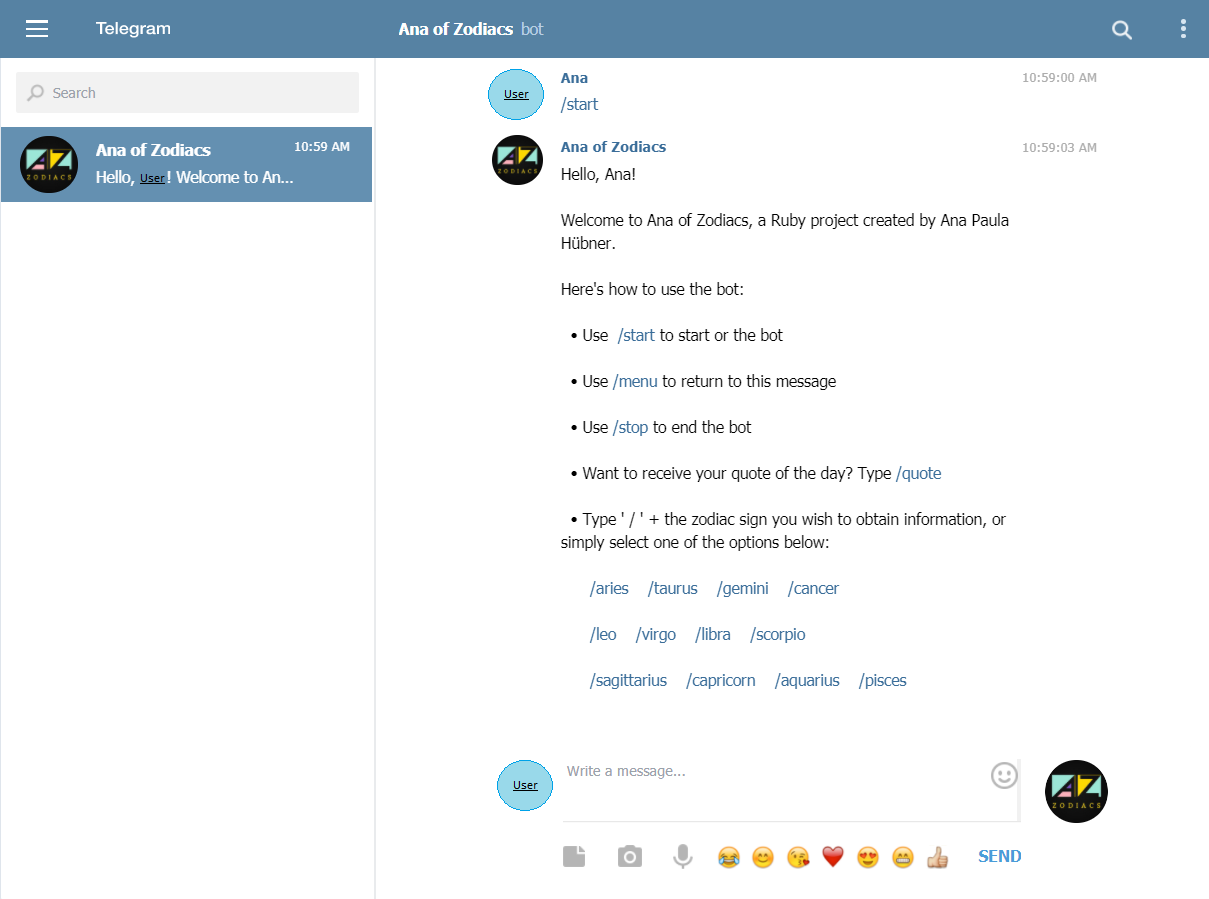 Telegram
Ana of Zodiacs bot
Search
Ana of Zodiacs 10:59 AM
Hello, User! Welcome to An...
AZ
ZODIACS
User
Ana 10:59:00 AM
/start
AZ
ZODIACS
Ana of Zodiacs 10:59:03 AM
Hello, Ana!
Welcome to Ana of Zodiacs, a Ruby project created by Ana Paula
Hübner.
Here's how to use the bot:
• Use /start to start or the bot
• Use /menu to return to this message
• Use /stop to end the bot
• Want to receive your quote of the day? Type /quote
• Type ' / ' + the zodiac sign you wish to obtain information, or
simply select one of the options below:
/aries /taurus /gemini /cancer
/leo /virgo /libra /scorpio
/sagittarius /capricorn /aquarius /pisces
User
Write a message...
AZ
ZODIACS
SEND